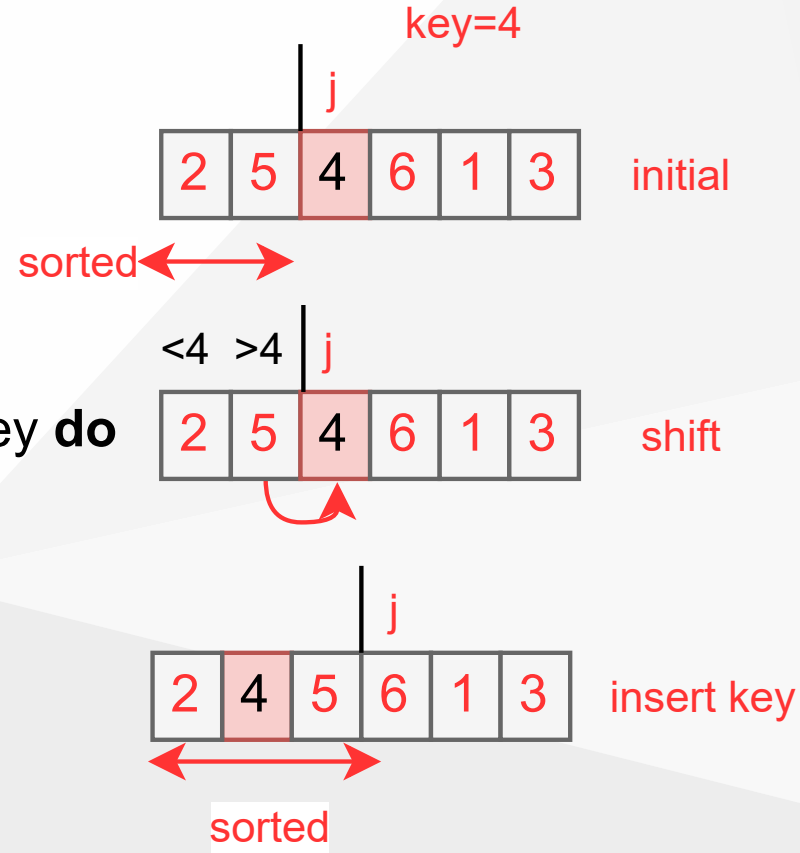 key=4
j
2 5 4 6 1 3 initial
sorted
<4 >4 j
ey do 2 5 4 6 1 3 shift
j
2 4 5 6 1 3 insert key
sorted